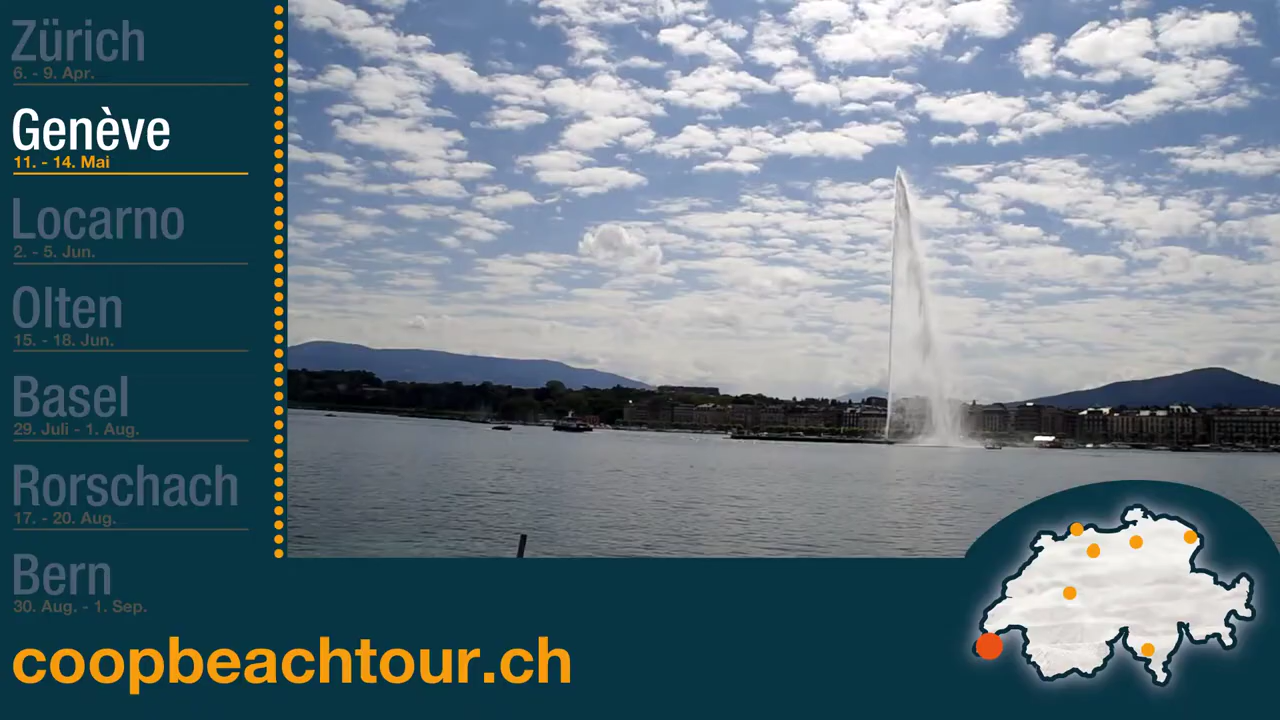 Zürich
6. - 9. Apr.
Genève
11. - 14. Mai
Locarno
2. - 5. Jun.
Olten
15. - 18. Jun.
Basel
29. Juli - 1. Aug.
Rorschach
17. - 20. Aug.
Bern
30. Aug. - 1. Sep.
coopbeachtour.ch